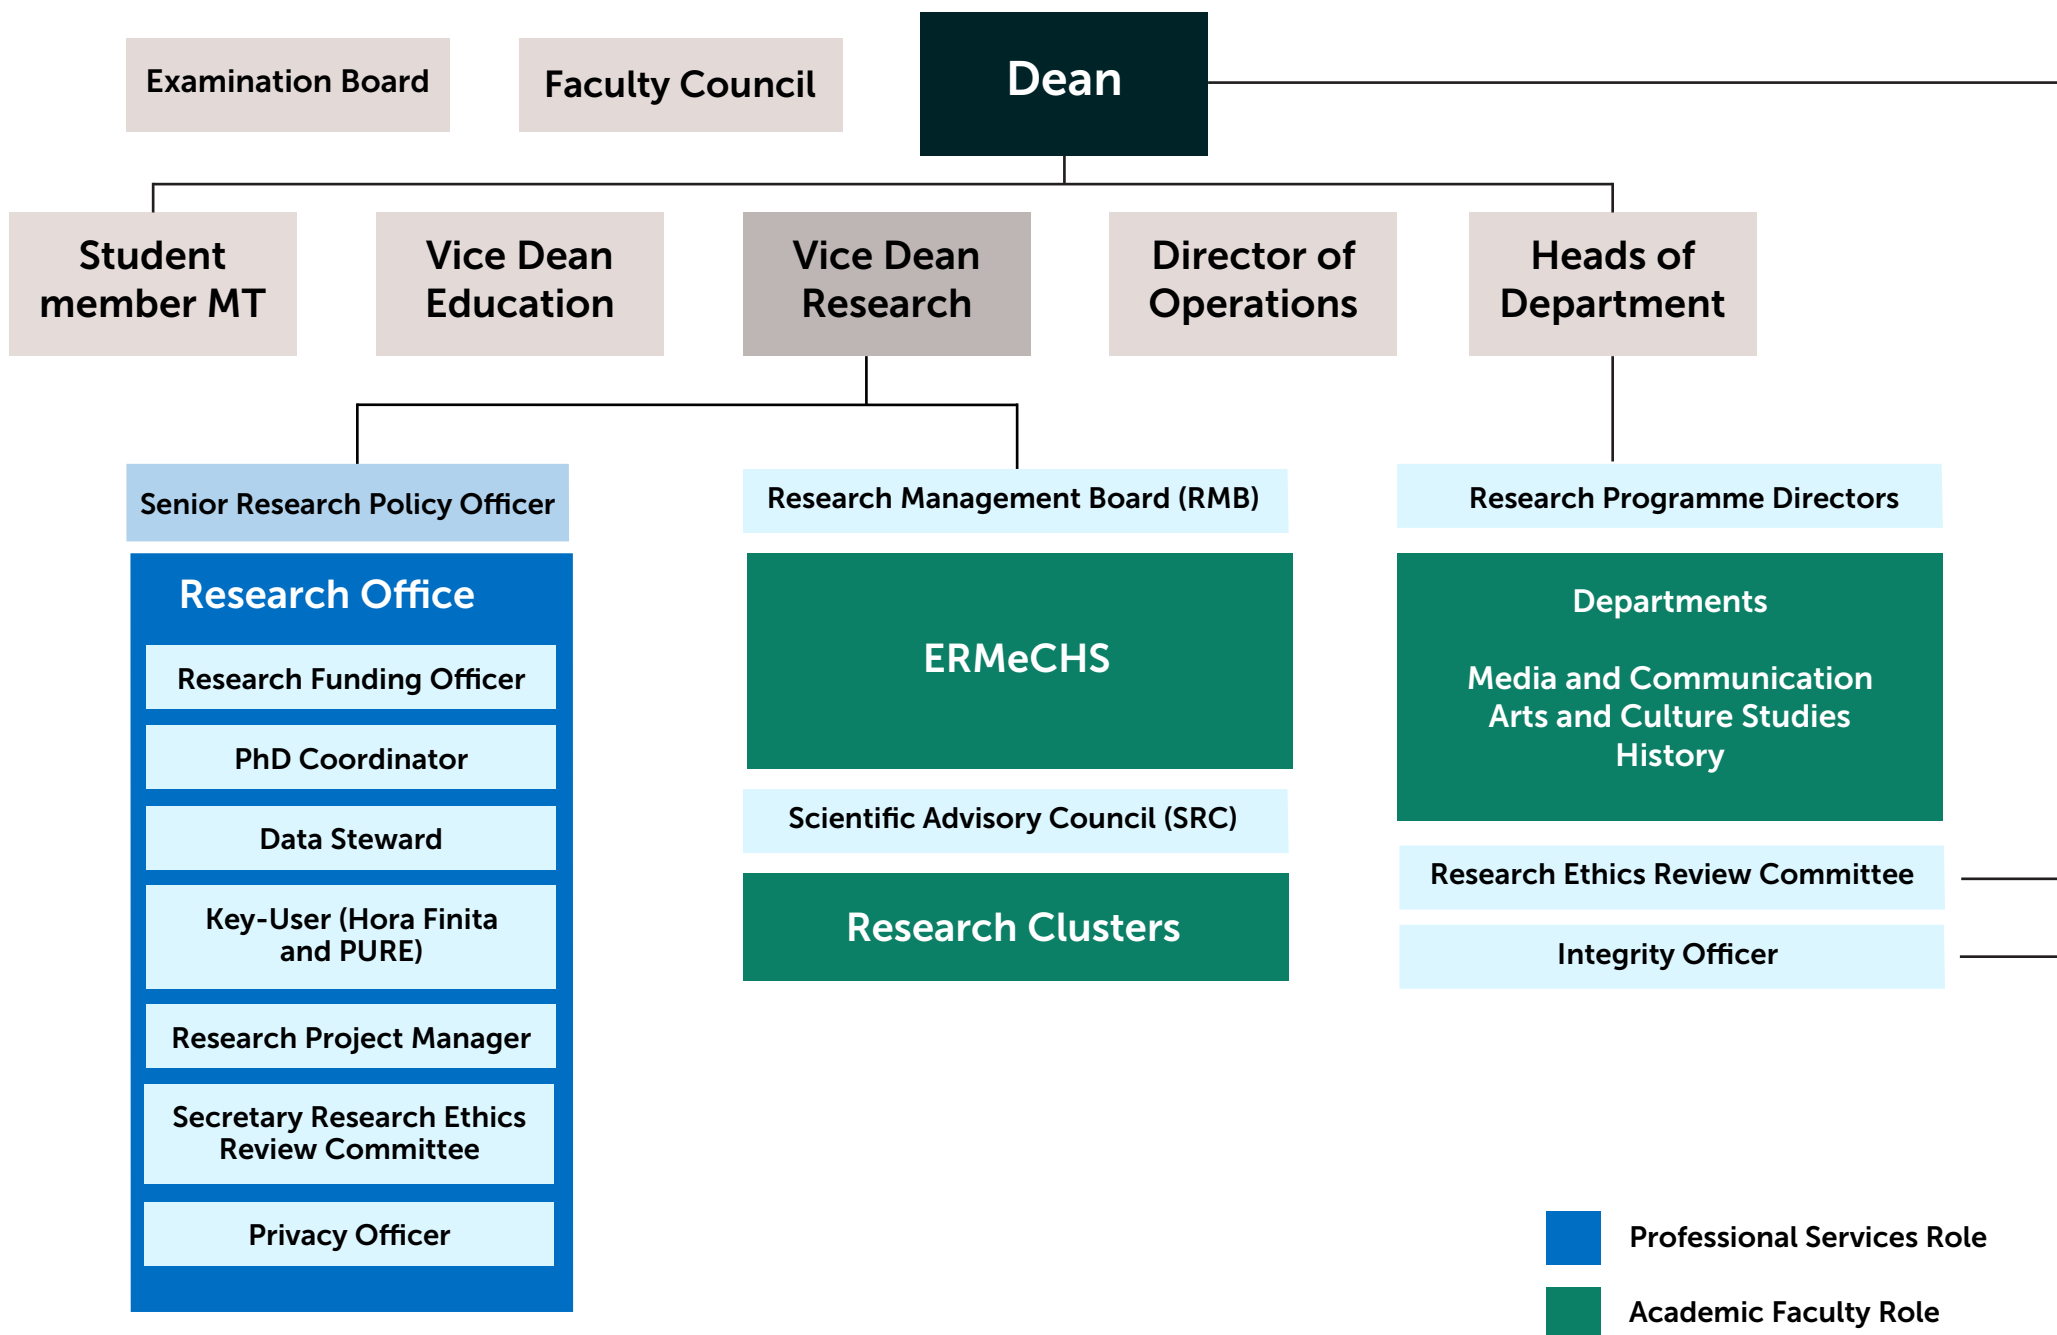 Examination Board
Faculty Council
Dean
Student
member MT
Vice Dean
Education
Vice Dean
Research
Director of
Operations
Heads of
Department
Senior Research Policy Officer
Research Office
Research Funding Officer
PhD Coordinator
Data Steward
Key-User (Hora Finita
and PURE)
Research Project Manager
Secretary Research Ethics
Review Committee
Privacy Officer
Research Management Board (RMB)
ERMeCHS
Scientific Advisory Council (SRC)
Research Clusters
Research Programme Directors
Departments
Media and Communication
Arts and Culture Studies
History
Research Ethics Review Committee
Integrity Officer
Professional Services Role
Academic Faculty Role